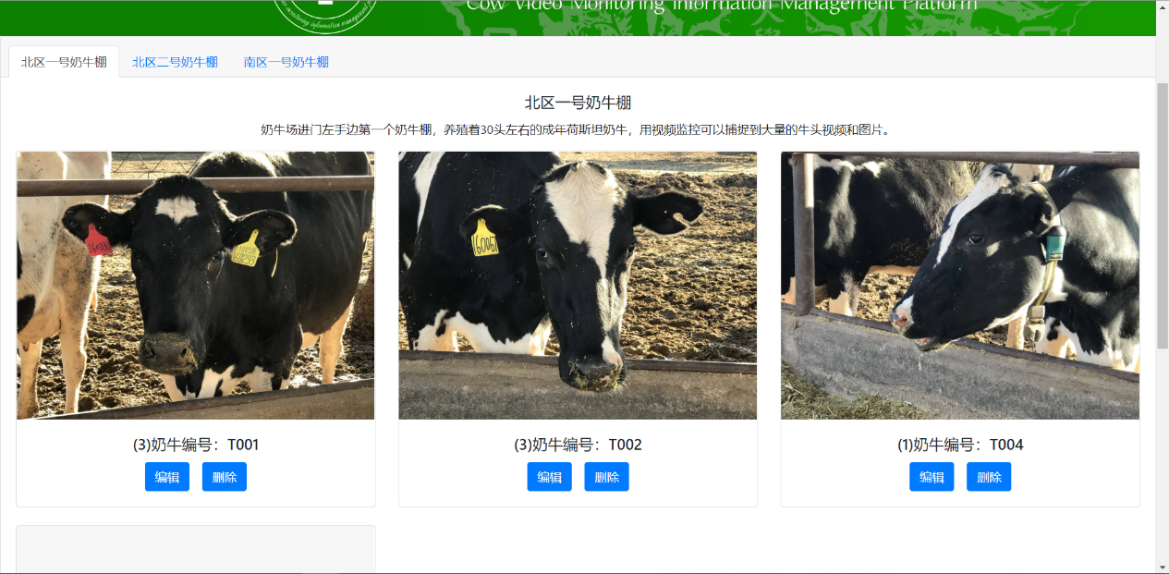 Cow Video Monitoring Information Management Platform
北区一号奶牛棚
北区二号奶牛棚
南区一号奶牛棚
北区一号奶牛棚
奶牛场进门左手边第一个奶牛棚，养殖着30头左右的成年荷斯坦奶牛，用视频监控可以捕捉到大量的牛头视频和图片。
(3)奶牛编号：T001
编辑
删除
(3)奶牛编号：T002
编辑
删除
(1)奶牛编号：T004
编辑
删除